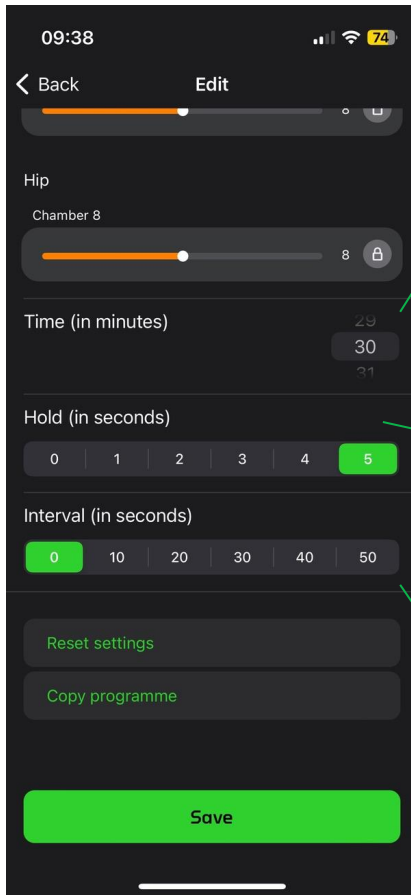 09:38 74
Back Edit
8
Hip
Chamber 8
8
Time (in minutes) 29
30
31
Hold (in seconds)
0 1 2 3 4 5
Interval (in seconds)
0 10 20 30 40 50
Reset settings
Copy programme
Save